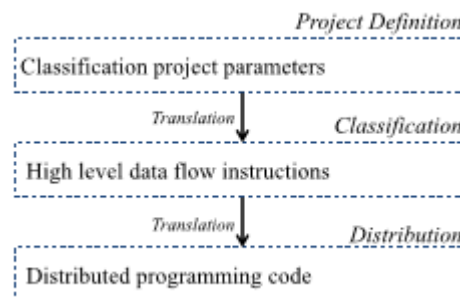 Project Definition
Classification project parameters
Translation
Classification
High level data flow instructions
Translation
Distribution
Distributed programming code